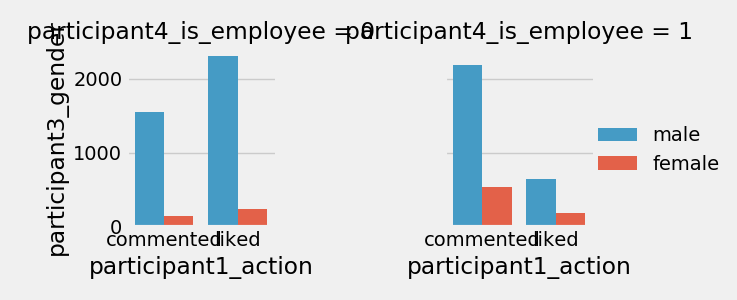 participant4_is_employee = 0
participant4_is_employee = 1
participant3_gender
2000
1000
0
commented
liked
commented
liked
participant1_action
participant1_action
male
female